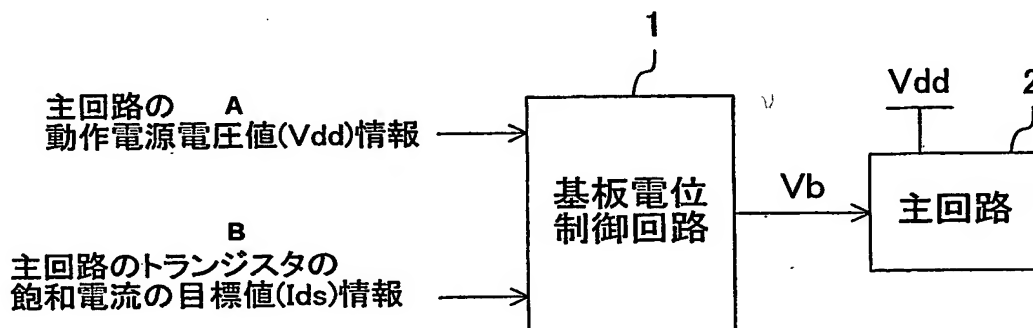 1
Vdd
2
主回路の A
動作電源電圧値(Vdd)情報
基板電位
制御回路
Vb
主回路
B
主回路のトランジスタの
飽和電流の目標値(Ids)情報